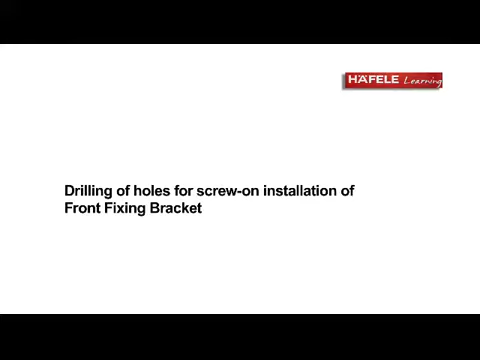 HÄFELE Learning
Drilling of holes for screw-on installation of
Front Fixing Bracket